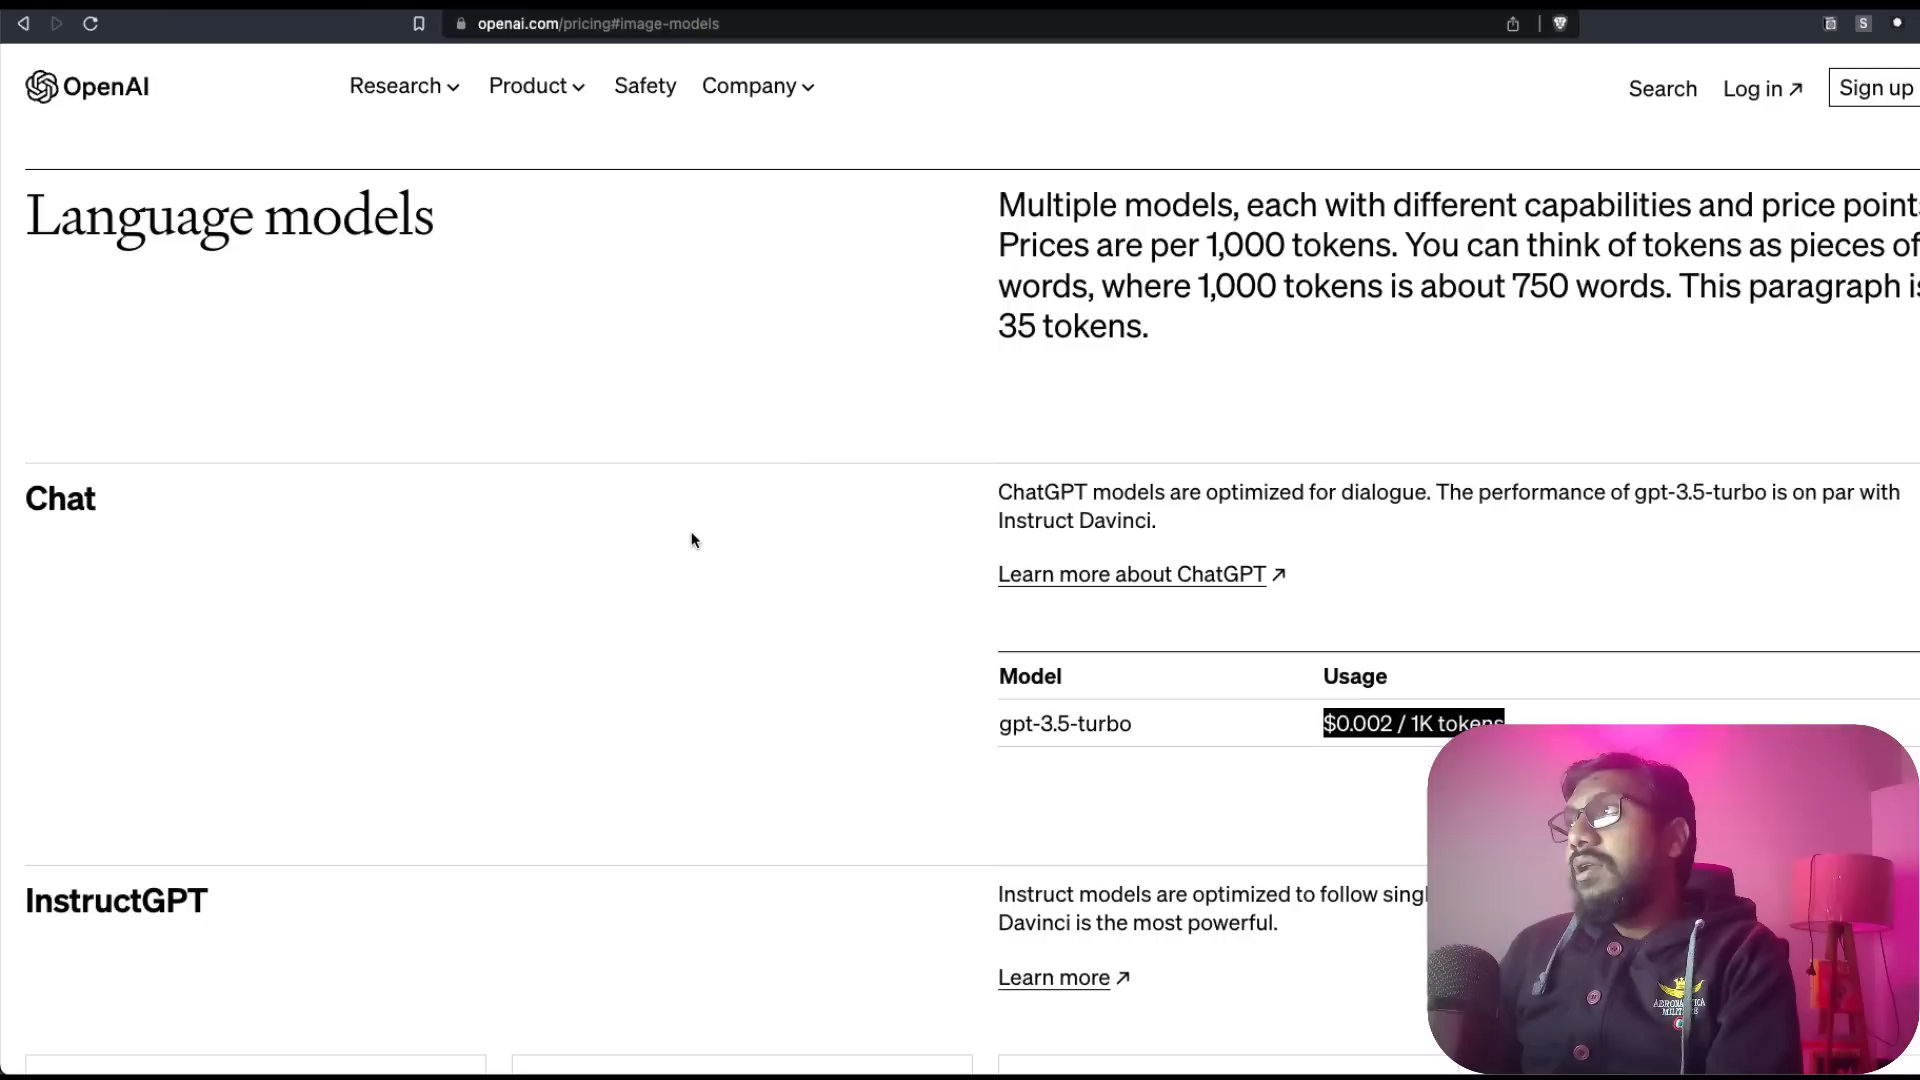 openai.com/pricing#image-models
S
OpenAI
Research
Product
Safety
Company
Search
Log in
Sign up
Language models
Multiple models, each with different capabilities and price point
Prices are per 1,000 tokens. You can think of tokens as pieces of
words, where 1,000 tokens is about 750 words. This paragraph is
35 tokens.
Chat
ChatGPT models are optimized for dialogue. The performance of gpt-3.5-turbo is on par with
Instruct Davinci.
Learn more about ChatGPT
Model Usage
gpt-3.5-turbo $0.002 / 1K tokens
InstructGPT
Instruct models are optimized to follow singl
Davinci is the most powerful.
Learn more